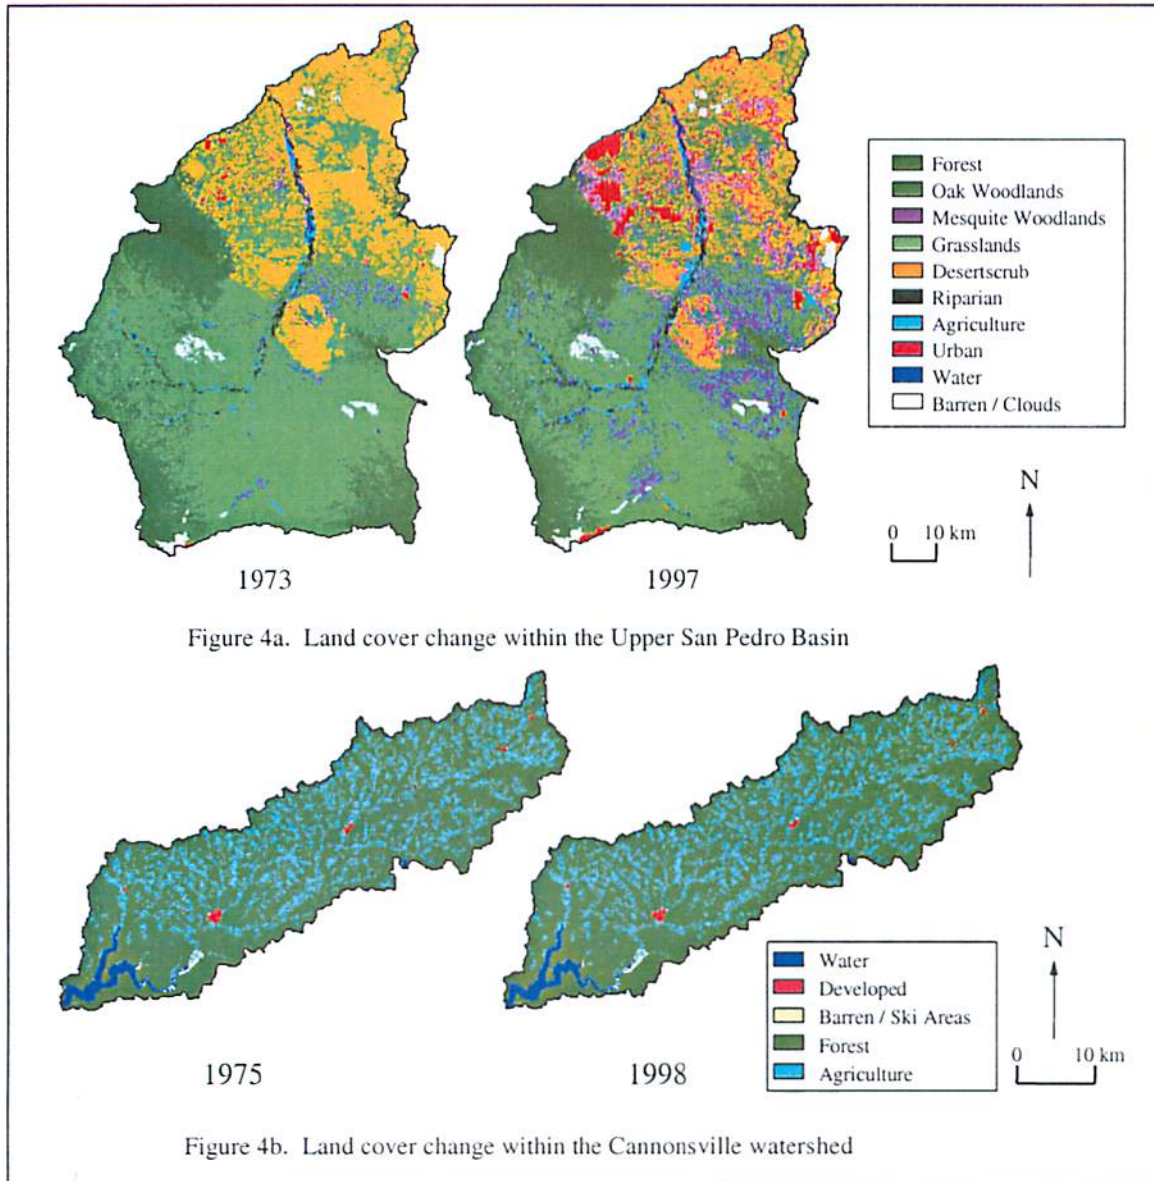 Forest
Oak Woodlands
Mesquite Woodlands
Grasslands
Desertscrub
Riparian
Agriculture
Urban
Water
Barren / Clouds
N
0 10 km
1973
1997
Figure 4a. Land cover change within the Upper San Pedro Basin
Water
Developed
Barren / Ski Areas
Forest
Agriculture
N
0 10 km
1975
1998
Figure 4b. Land cover change within the Cannonsville watershed